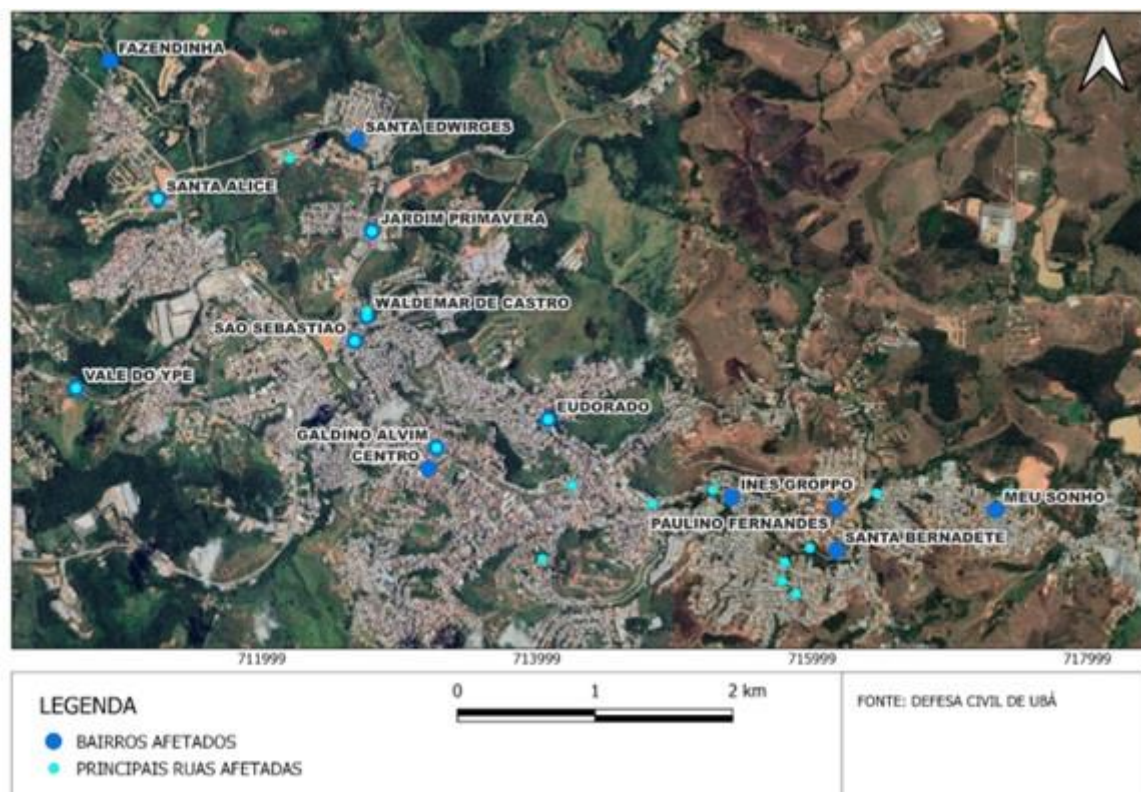 FAZENDINHA
SANTA EDWIRGES
SANTA ALICE
JARDIM PRIMAVERA
WALDEMAR DE CASTRO
SAO SEBASTIAO
VALE DO YPE
EUDORADO
GALDINO ALVIM
CENTRO
INES GROPPO
MEU SONHO
PAULINO FERNANDES
SANTA BERNADETE
711999 713999 715999 717999
LEGENDA
BAIRROS AFETADOS
PRINCIPAIS RUAS AFETADAS
0 1 2 km
FONTE: DEFESA CIVIL DE UBÁ